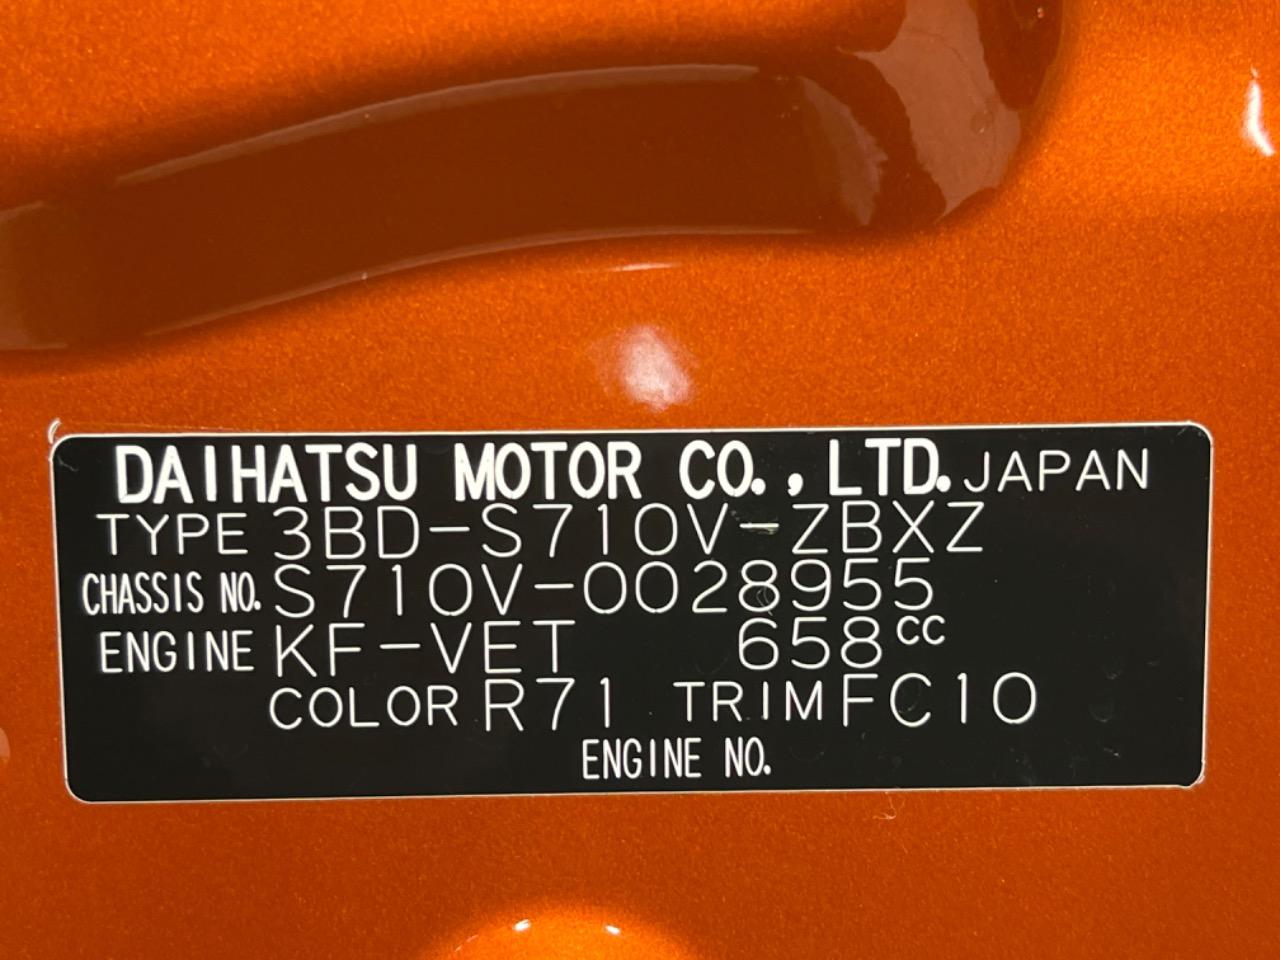 DAIHATSU MOTOR CO., LTD. JAPAN
TYPE 3BD-S710V-ZBXZ
CHASSIS NO. S710V-0028955
ENGINE KF-VET 658cc
COLOR R71 TRIM FC10
ENGINE NO.